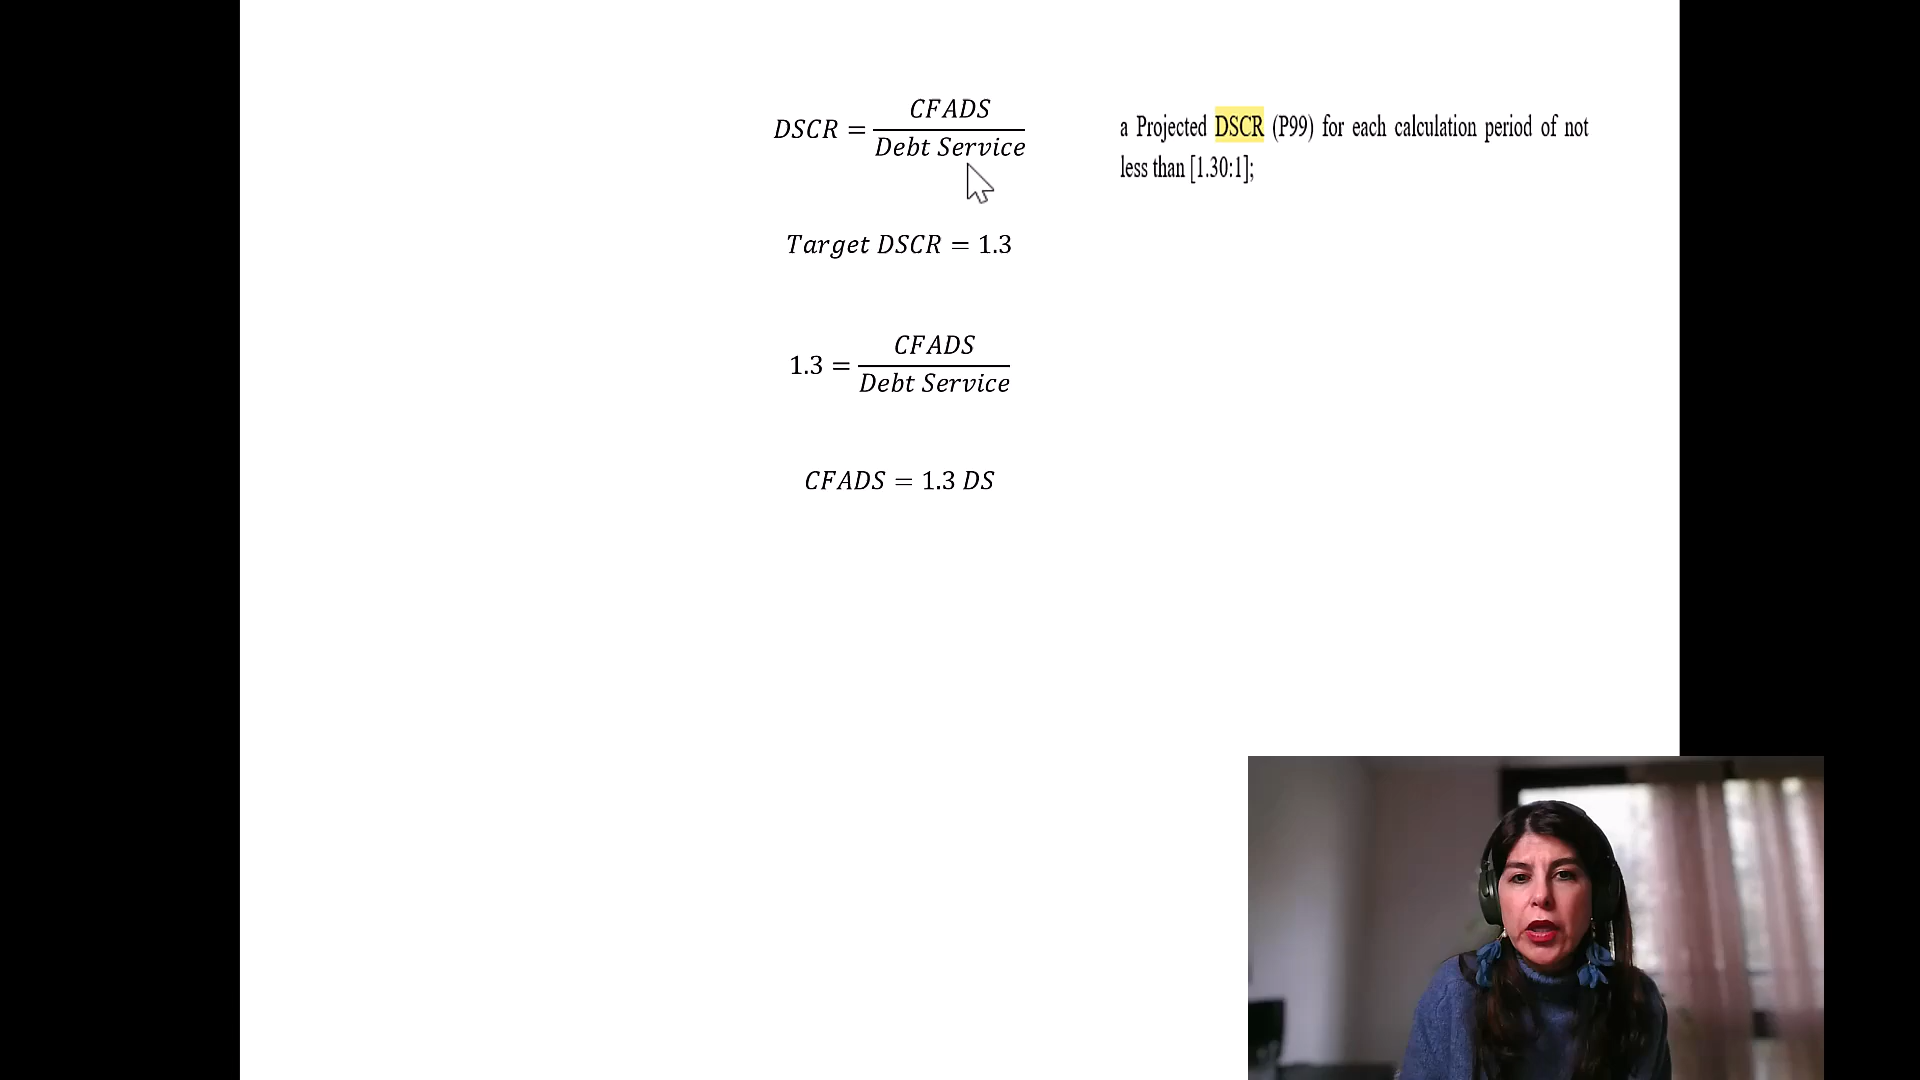 DSCR = CFADS / Debt Service
a Projected DSCR (P99) for each calculation period of not
less than [1.30:1];
Target DSCR = 1.3
1.3 = CFADS / Debt Service
CFADS = 1.3 DS